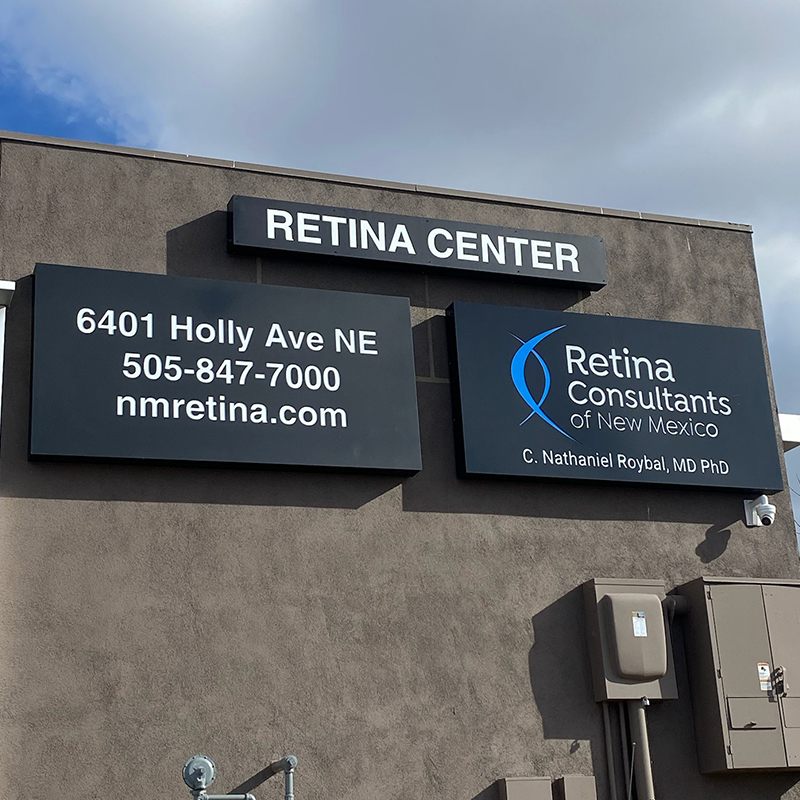 RETINA CENTER
6401 Holly Ave NE
505-847-7000
nmretina.com
Retina
Consultants
of New Mexico
C. Nathaniel Roybal, MD PhD